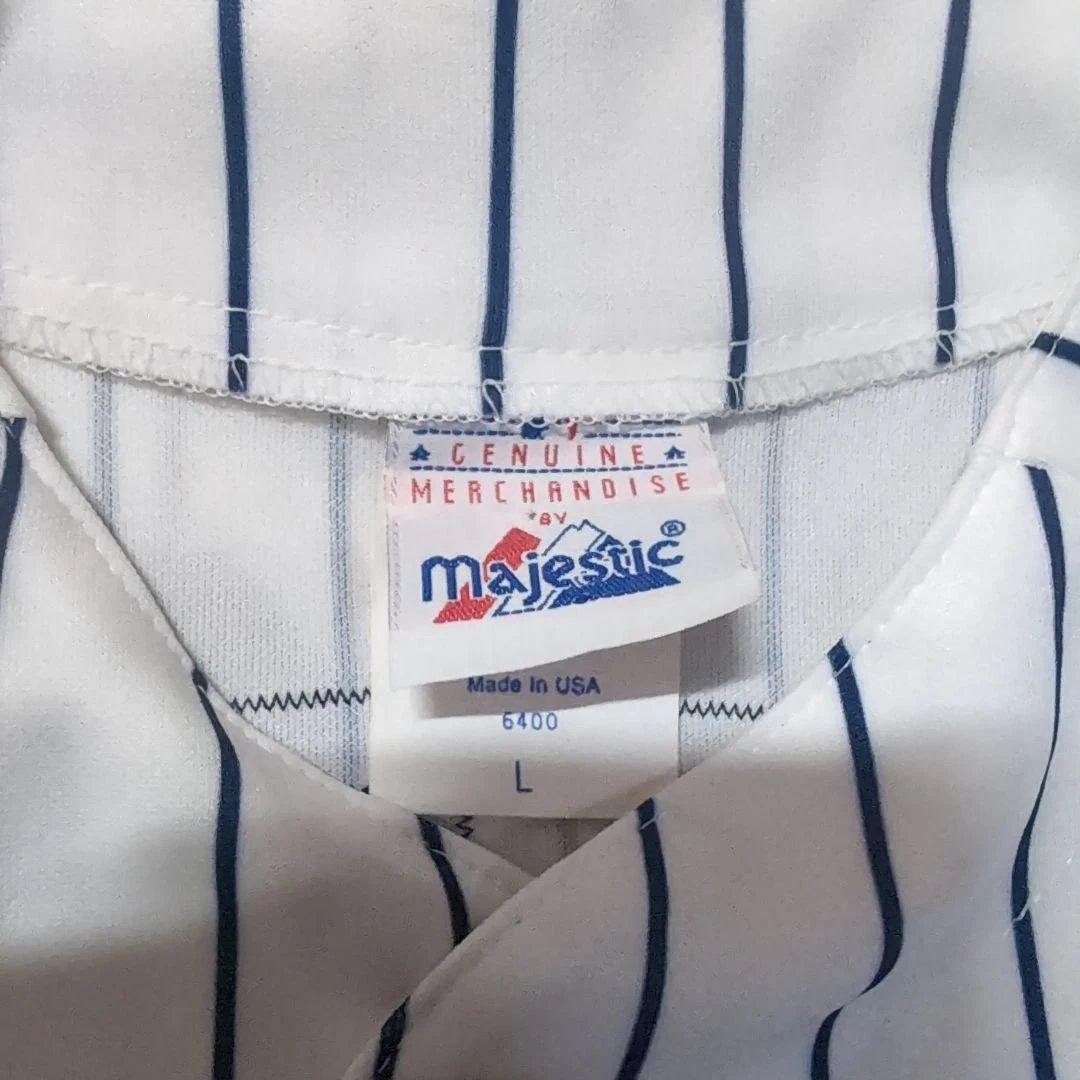 GENUINE
MERCHANDISE
BY
Majestic®
Made in USA
6400
L